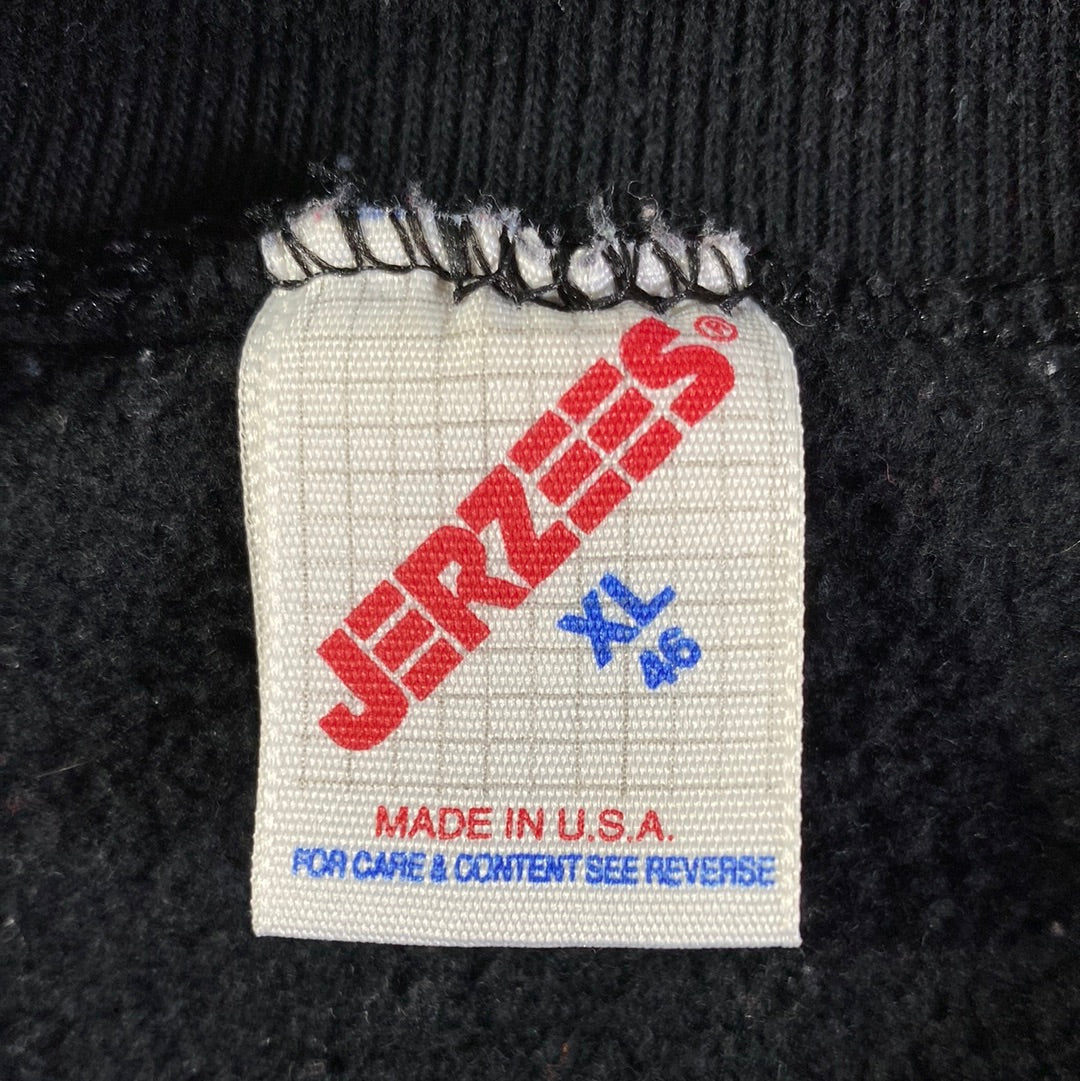 JERZEES®
XL
46
MADE IN U.S.A.
FOR CARE & CONTENT SEE REVERSE